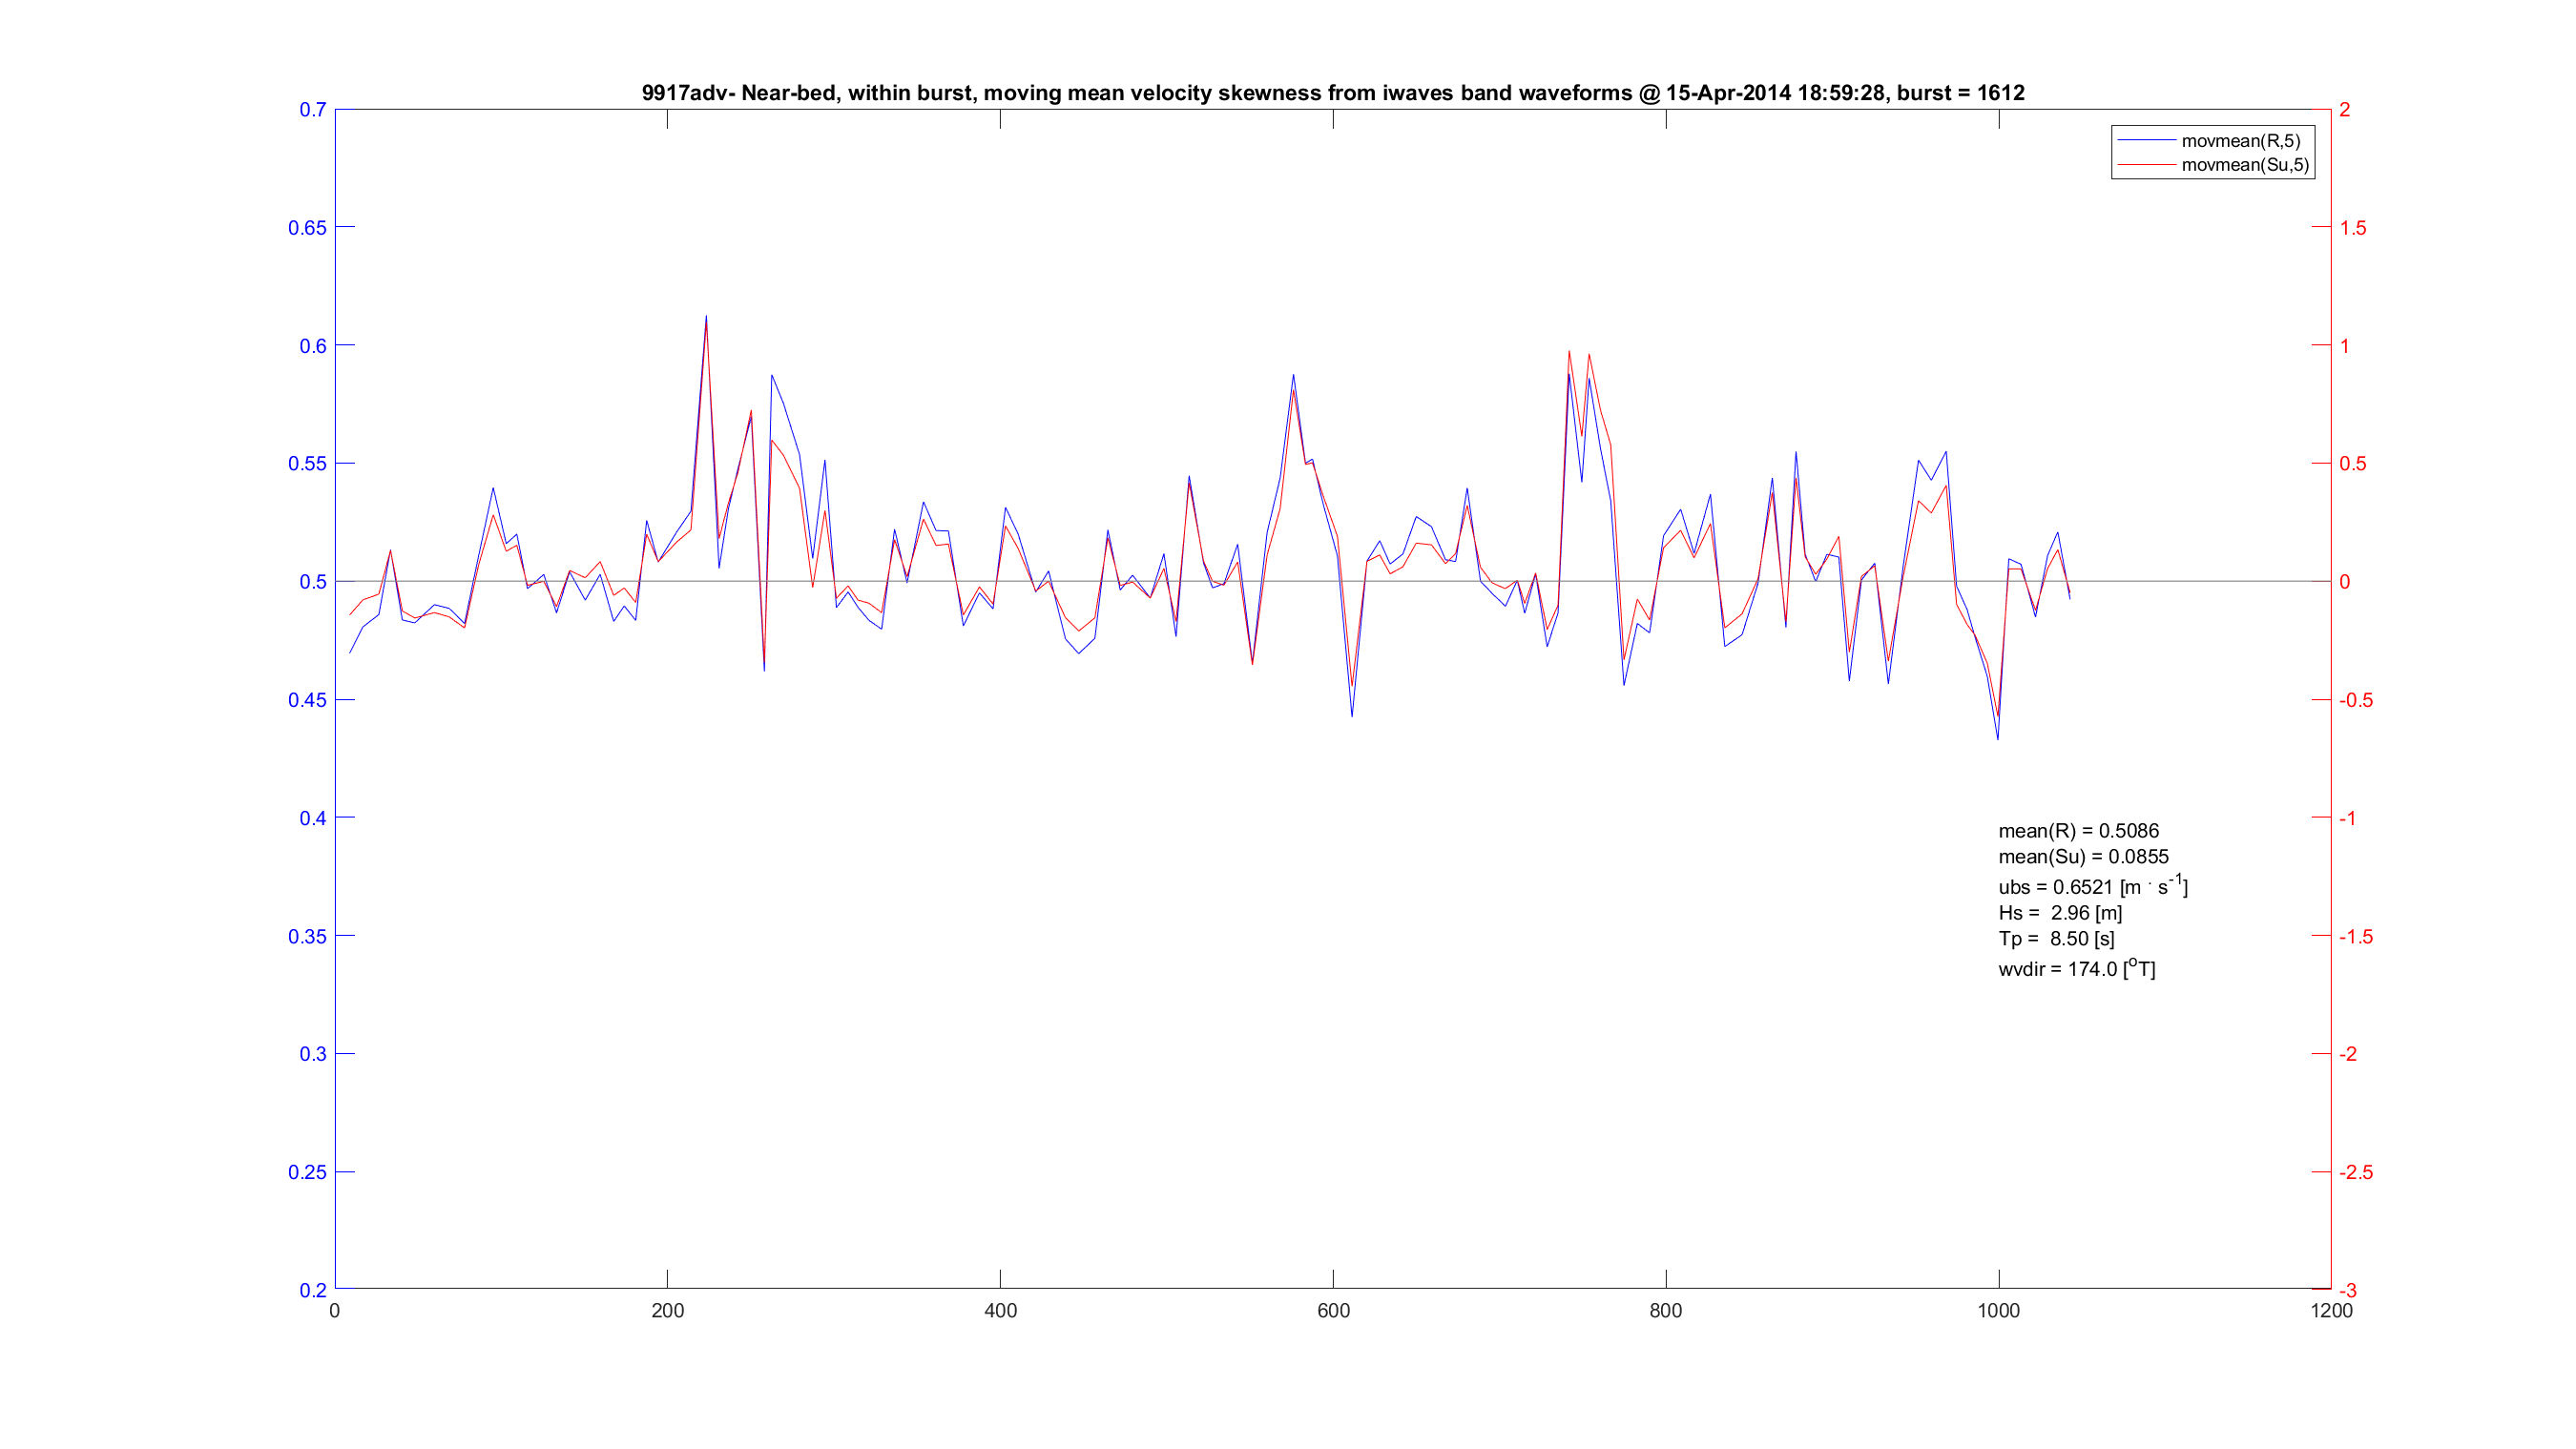 9917adv- Near-bed, within burst, moving mean velocity skewness from iwaves band waveforms @ 15-Apr-2014 18:59:28, burst = 1612
0.7
0.65
0.6
0.55
0.5
0.45
0.4
0.35
0.3
0.25
0.2
2
1.5
1
0.5
0
-0.5
-1
-1.5
-2
-2.5
-3
movmean(R,5)
movmean(Su,5)
mean(R) = 0.5086
mean(Su) = 0.0855
ubs = 0.6521 [m · s⁻¹]
Hs = 2.96 [m]
Tp = 8.50 [s]
wvdir = 174.0 [ᵒT]
0 200 400 600 800 1000 1200